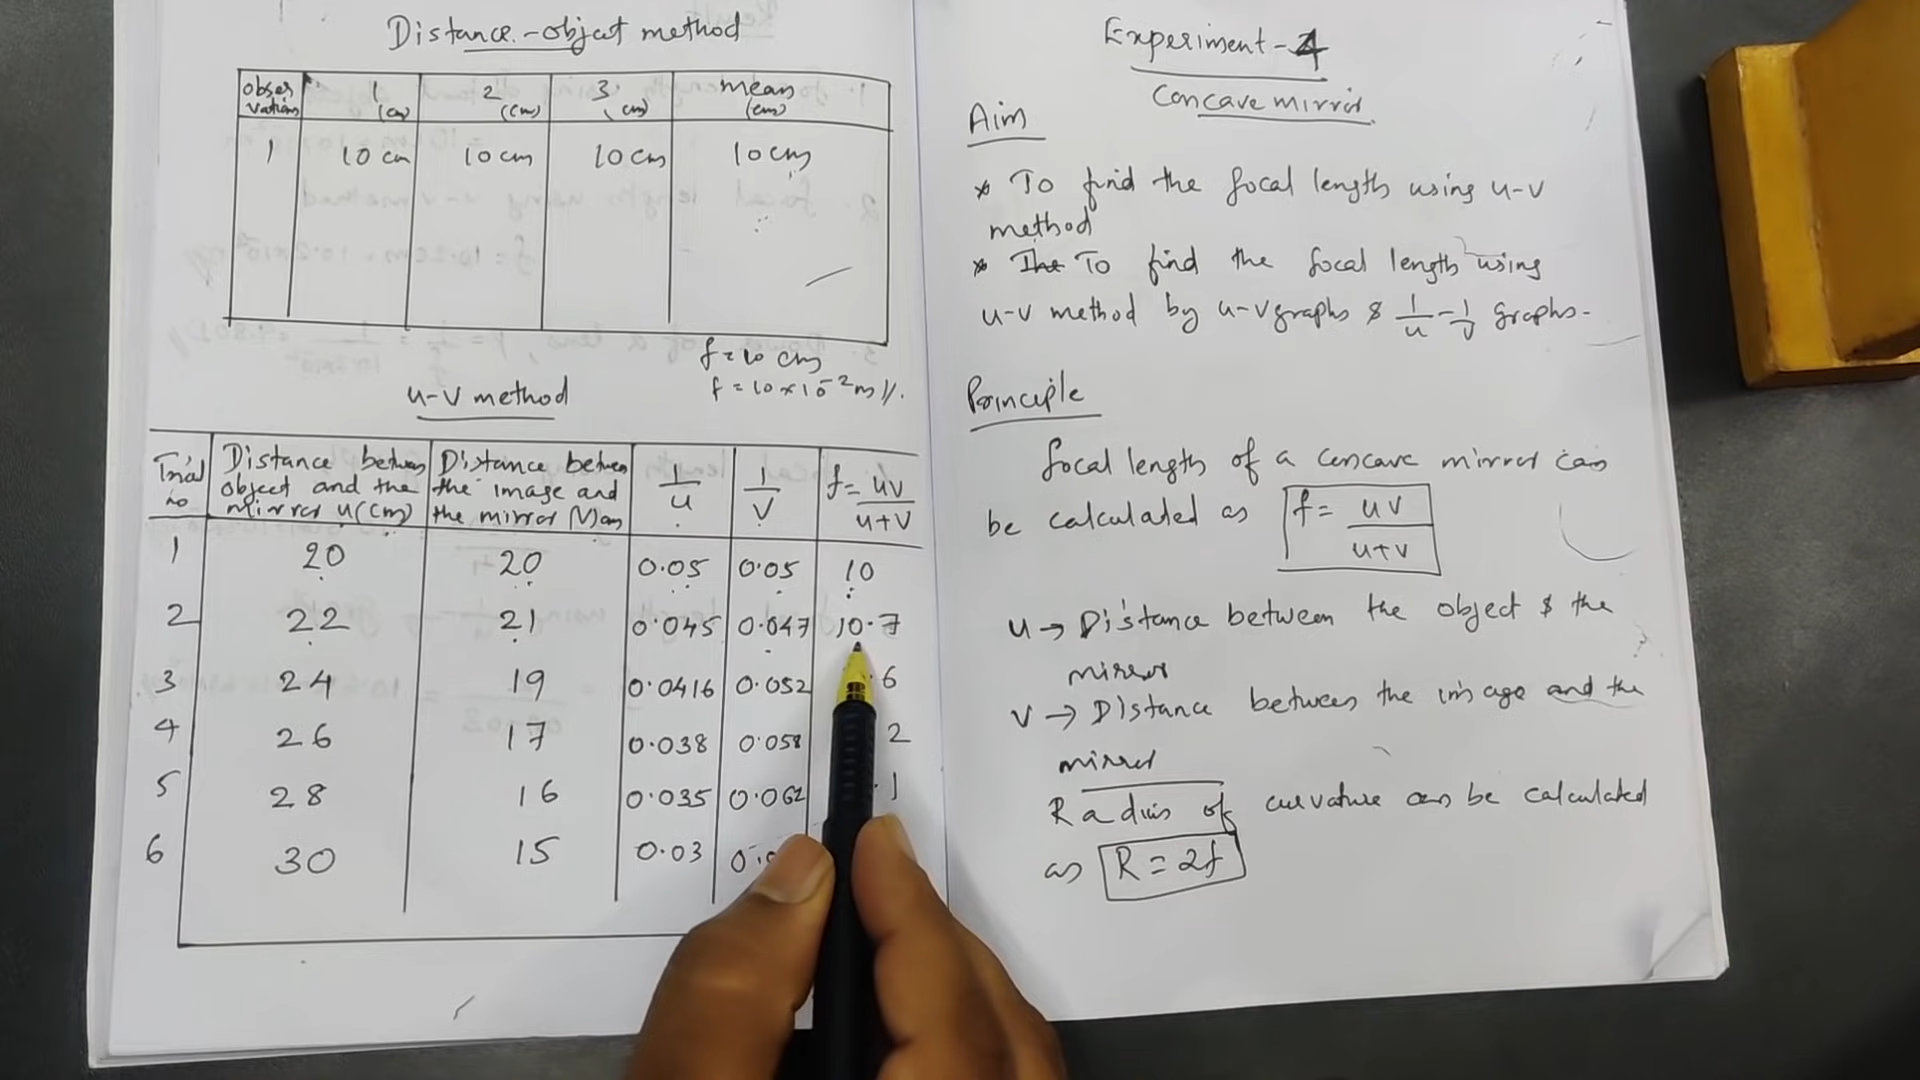 Distance - object method
obser
vation
1
(cm)
2
(cm)
3
(cm)
mean
(cm)
1 10 cm 10 cm 10 cm 10 cm
f = 10 cm
f = 10 × 10⁻² m //.
u-v method
Trial
no
Distance between
object and the
mirror u (cm)
Distance between
the image and
the mirror (V) cm
1/u
1/v
f = uv/u+v
1 20 20 0.05 0.05 10
2 22 21 0.045 0.047 10.7
3 24 19 0.0416 0.052 .6
4 26 17 0.038 0.058 2
5 28 16 0.035 0.062 .1
6 30 15 0.03
Experiment - 4
Concave mirror
Aim
* To find the focal length using u-v
method
* To find the focal length using
u-v method by u-v graphs & 1/u - 1/v graphs.
Principle
focal length of a concave mirror can
be calculated as f = uv/u+v
u → Distance between the object & the
mirror
v → Distance between the image and the
mirror
Radius of curvature can be calculated
as R = 2f